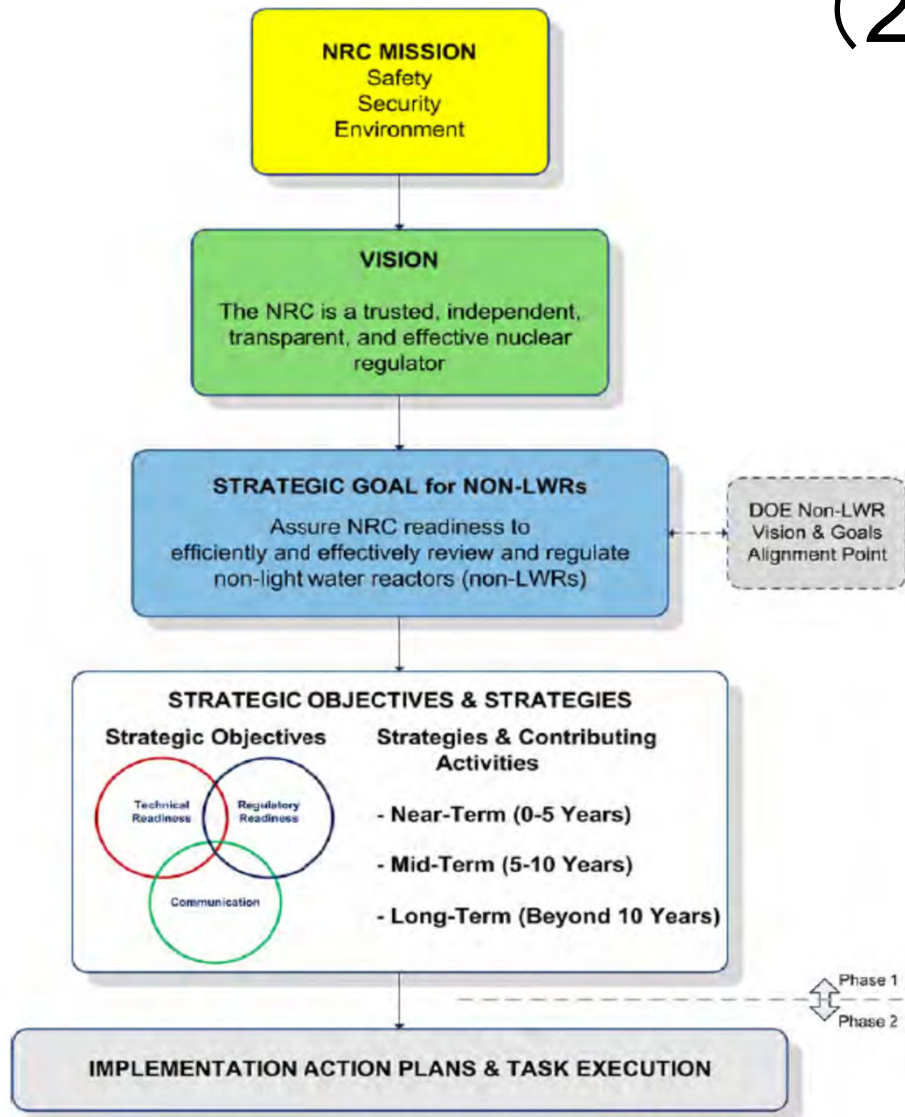 (2
NRC MISSION
Safety
Security
Environment
VISION
The NRC is a trusted, independent,
transparent, and effective nuclear
regulator
STRATEGIC GOAL for NON-LWRs
Assure NRC readiness to
efficiently and effectively review and regulate
non-light water reactors (non-LWRs)
DOE Non-LWR
Vision & Goals
Alignment Point
STRATEGIC OBJECTIVES & STRATEGIES
Strategic Objectives
Technical
Readiness
Regulatory
Readiness
Communication
Strategies & Contributing
Activities
- Near-Term (0-5 Years)
- Mid-Term (5-10 Years)
- Long-Term (Beyond 10 Years)
Phase 1
Phase 2
IMPLEMENTATION ACTION PLANS & TASK EXECUTION